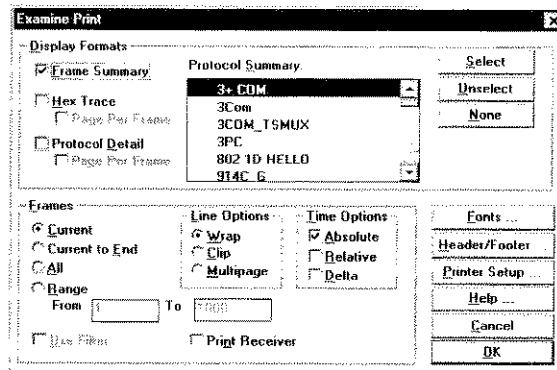 Examine Print
Display Formats
Frame Summary
Hex Trace
Page Per Frame
Protocol Detail
Page Per Frame
Protocol Summary
3+ COM
3Com
3COM_TSMUX
3PC
802 1D HELLO
914C_G
Select
Unselect
None
Frames
Current
Current to End
All
Range
From 1 To 1000
Use Filter
Line Options
Wrap
Clip
Multipage
Time Options
Absolute
Relative
Delta
Print Receiver
Fonts ...
Header/Footer
Printer Setup ...
Help ...
Cancel
OK